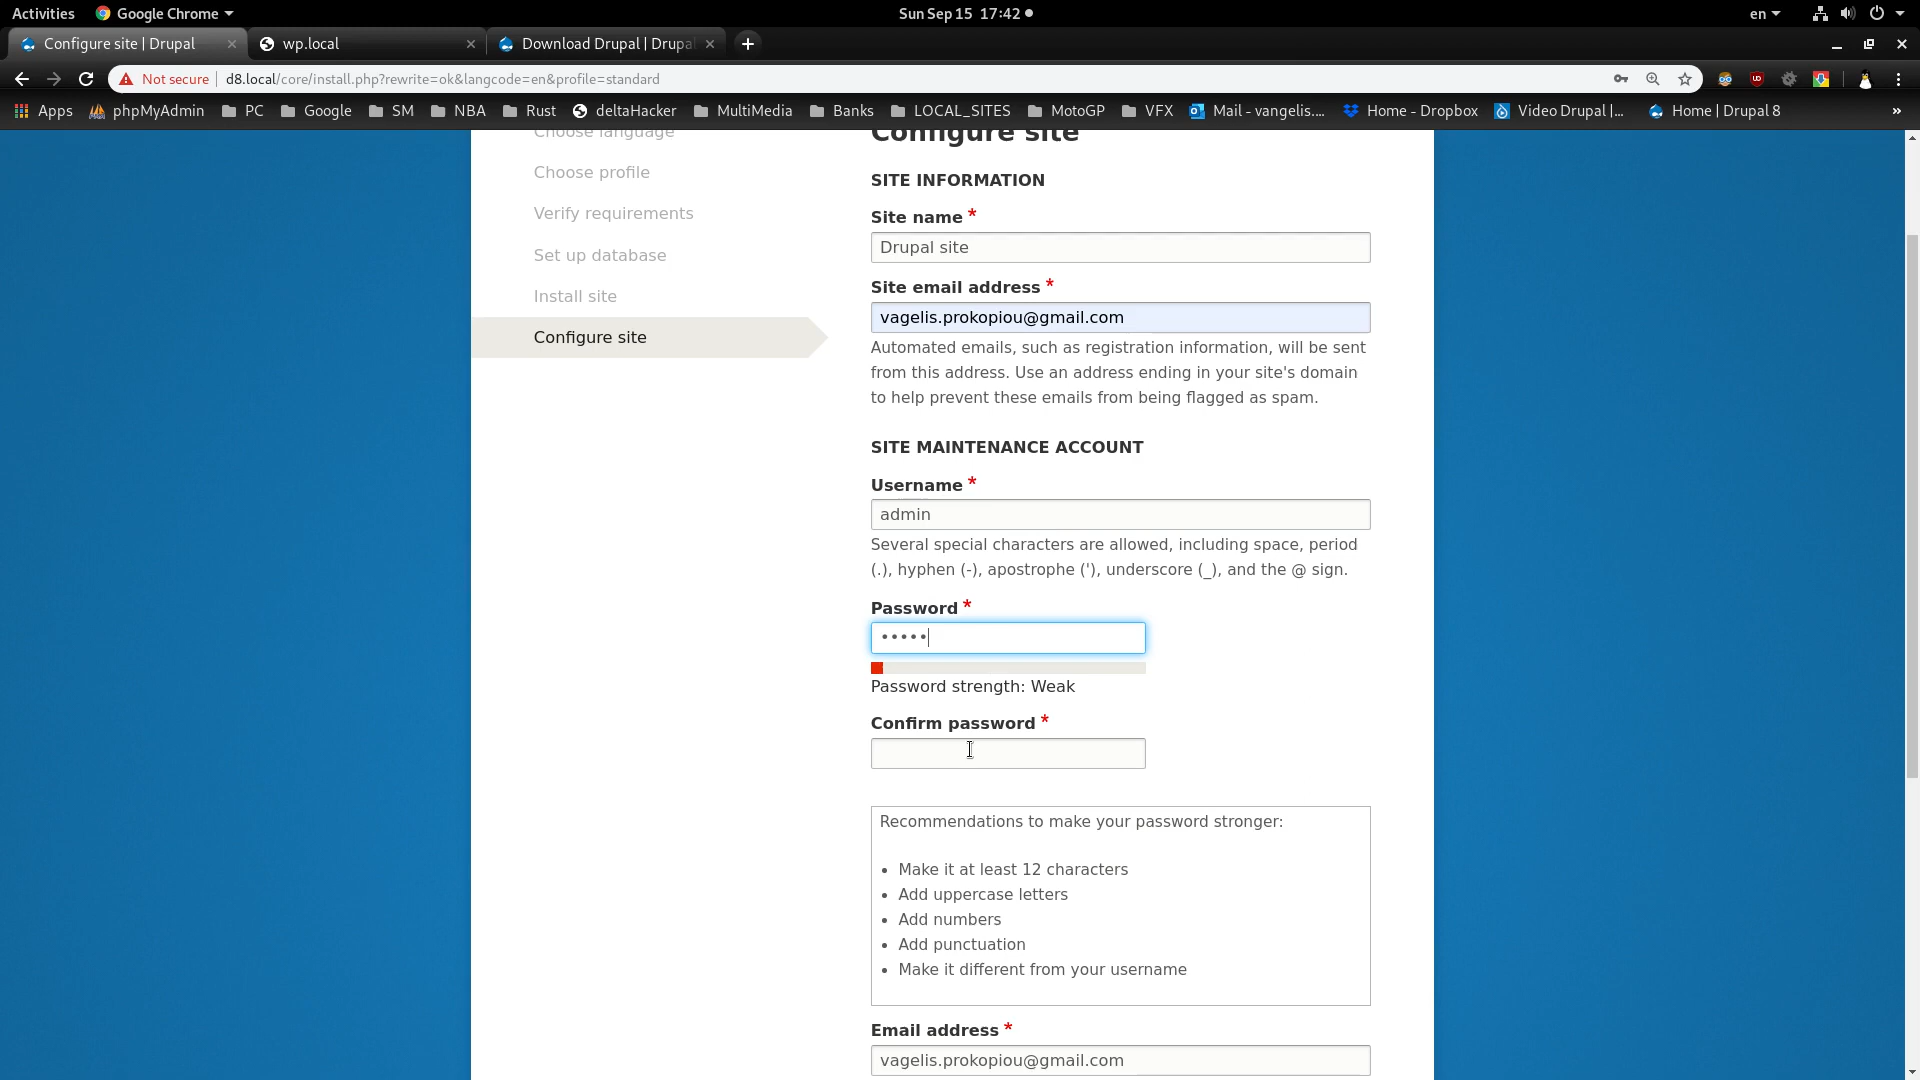 Activities
Google Chrome
Sun Sep 15 17:42
en
Configure site | Drupal
wp.local
Download Drupal | Drupa
Not secure
d8.local/core/install.php?rewrite=ok&langcode=en&profile=standard
Apps
phpMyAdmin
PC
Google
SM
NBA
Rust
deltaHacker
MultiMedia
Banks
LOCAL_SITES
MotoGP
VFX
Mail - vangelis....
Home - Dropbox
Video Drupal |...
Home | Drupal 8
»
Choose language
Choose profile
Verify requirements
Set up database
Install site
Configure site
Configure site
SITE INFORMATION
Site name *
Drupal site
Site email address *
vagelis.prokopiou@gmail.com
Automated emails, such as registration information, will be sent
from this address. Use an address ending in your site's domain
to help prevent these emails from being flagged as spam.
SITE MAINTENANCE ACCOUNT
Username *
admin
Several special characters are allowed, including space, period
(.), hyphen (-), apostrophe ('), underscore (_), and the @ sign.
Password *
•••••
Password strength: Weak
Confirm password *
Recommendations to make your password stronger:
• Make it at least 12 characters
• Add uppercase letters
• Add numbers
• Add punctuation
• Make it different from your username
Email address *
vagelis.prokopiou@gmail.com